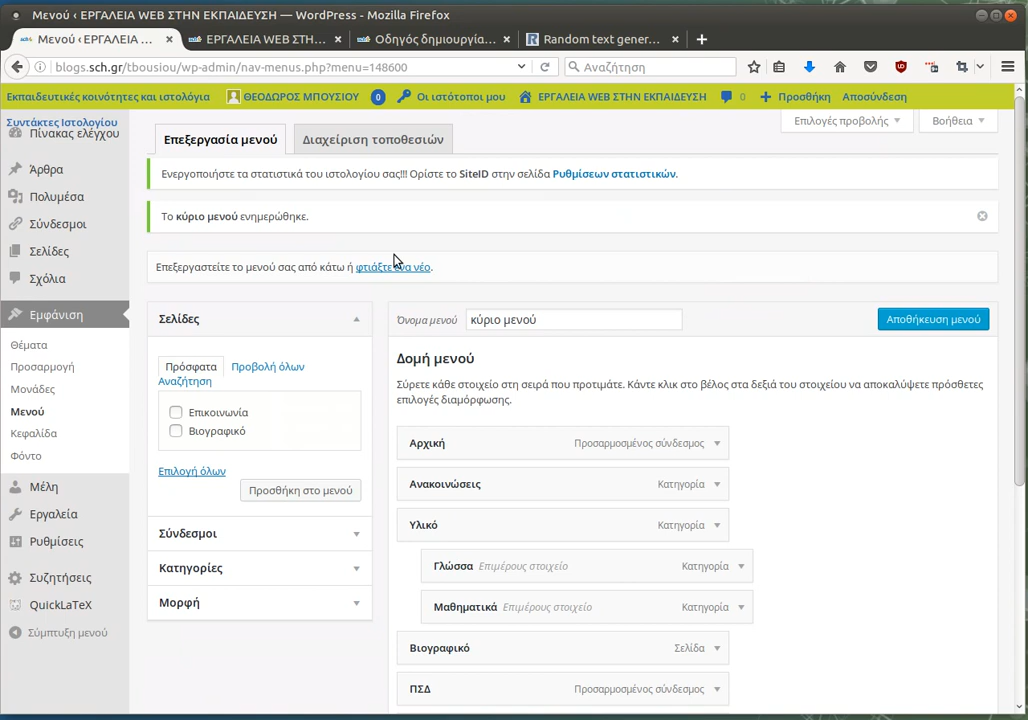 Μενού ‹ ΕΡΓΑΛΕΙΑ WEB ΣΤΗΝ ΕΚΠΑΙΔΕΥΣΗ — WordPress - Mozilla Firefox
Μενού ‹ ΕΡΓΑΛΕΙΑ ...
ΕΡΓΑΛΕΙΑ WEB ΣΤΗ...
Οδηγός δημιουργία...
Random text gener...
blogs.sch.gr/tbousiou/wp-admin/nav-menus.php?menu=148600
Αναζήτηση
Εκπαιδευτικές κοινότητες και ιστολόγια
ΘΕΟΔΩΡΟΣ ΜΠΟΥΣΙΟΥ
0
Οι ιστότοποι μου
ΕΡΓΑΛΕΙΑ WEB ΣΤΗΝ ΕΚΠΑΙΔΕΥΣΗ
0
Προσθήκη
Αποσύνδεση
Συντάκτες Ιστολογίου
Πίνακας ελέγχου
Άρθρα
Πολυμέσα
Σύνδεσμοι
Σελίδες
Σχόλια
Εμφάνιση
Θέματα
Προσαρμογή
Μονάδες
Μενού
Κεφαλίδα
Φόντο
Μέλη
Εργαλεία
Ρυθμίσεις
Συζητήσεις
QuickLaTeX
Σύμπτυξη μενού
Επιλογές προβολής
Βοήθεια
Επεξεργασία μενού
Διαχείριση τοποθεσιών
Ενεργοποιήστε τα στατιστικά του ιστολογίου σας!!! Ορίστε το SiteID στην σελίδα Ρυθμίσεων στατιστικών.
Το κύριο μενού ενημερώθηκε.
Επεξεργαστείτε το μενού σας από κάτω ή φτιάξτε ένα νέο.
Σελίδες
Πρόσφατα
Προβολή όλων
Αναζήτηση
Επικοινωνία
Βιογραφικό
Επιλογή όλων
Προσθήκη στο μενού
Σύνδεσμοι
Κατηγορίες
Μορφή
Όνομα μενού
κύριο μενού
Αποθήκευση μενού
Δομή μενού
Σύρετε κάθε στοιχείο στη σειρά που προτιμάτε. Κάντε κλικ στο βέλος στα δεξιά του στοιχείου να αποκαλύψετε πρόσθετες
επιλογές διαμόρφωσης.
Αρχική Προσαρμοσμένος σύνδεσμος
Ανακοινώσεις Κατηγορία
Υλικό Κατηγορία
Γλώσσα Επιμέρους στοιχείο Κατηγορία
Μαθηματικά Επιμέρους στοιχείο Κατηγορία
Βιογραφικό Σελίδα
ΠΣΔ Προσαρμοσμένος σύνδεσμος